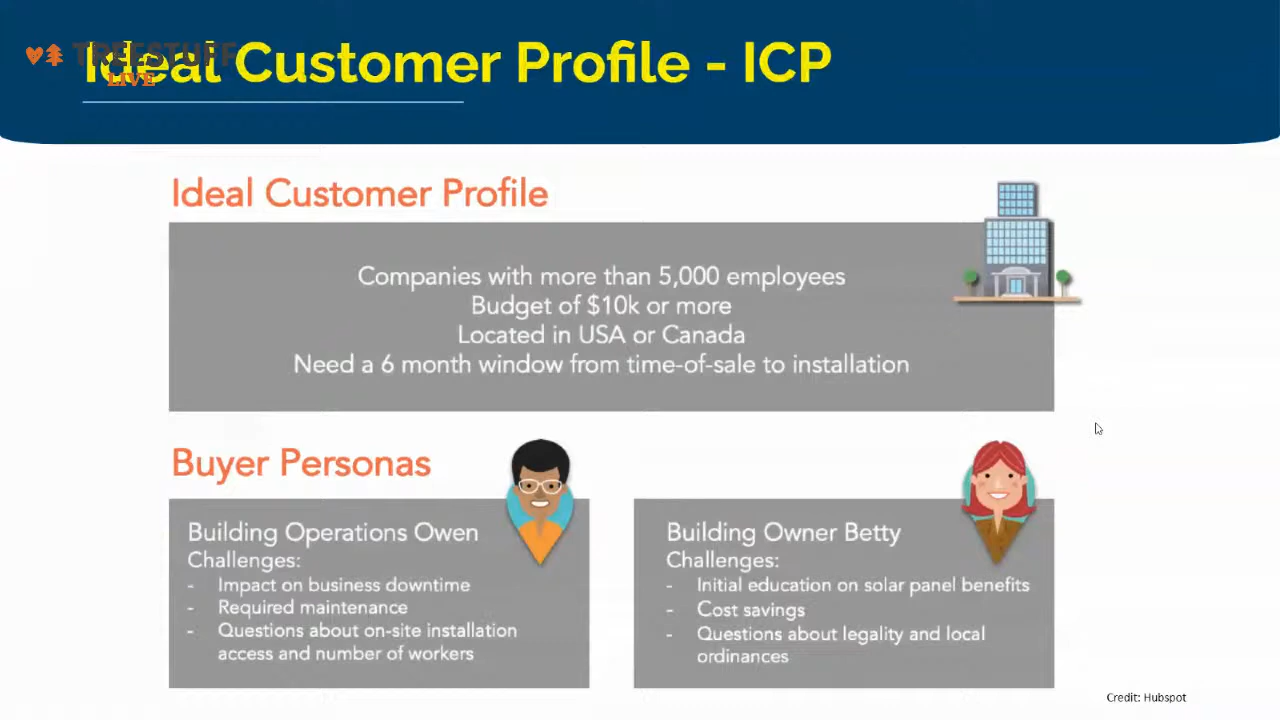 Ideal Customer Profile - ICP
TREESTUFF
LIVE
Ideal Customer Profile
Companies with more than 5,000 employees
Budget of $10k or more
Located in USA or Canada
Need a 6 month window from time-of-sale to installation
Buyer Personas
Building Operations Owen
Challenges:
- Impact on business downtime
- Required maintenance
- Questions about on-site installation
access and number of workers
Building Owner Betty
Challenges:
- Initial education on solar panel benefits
- Cost savings
- Questions about legality and local
ordinances
Credit: Hubspot